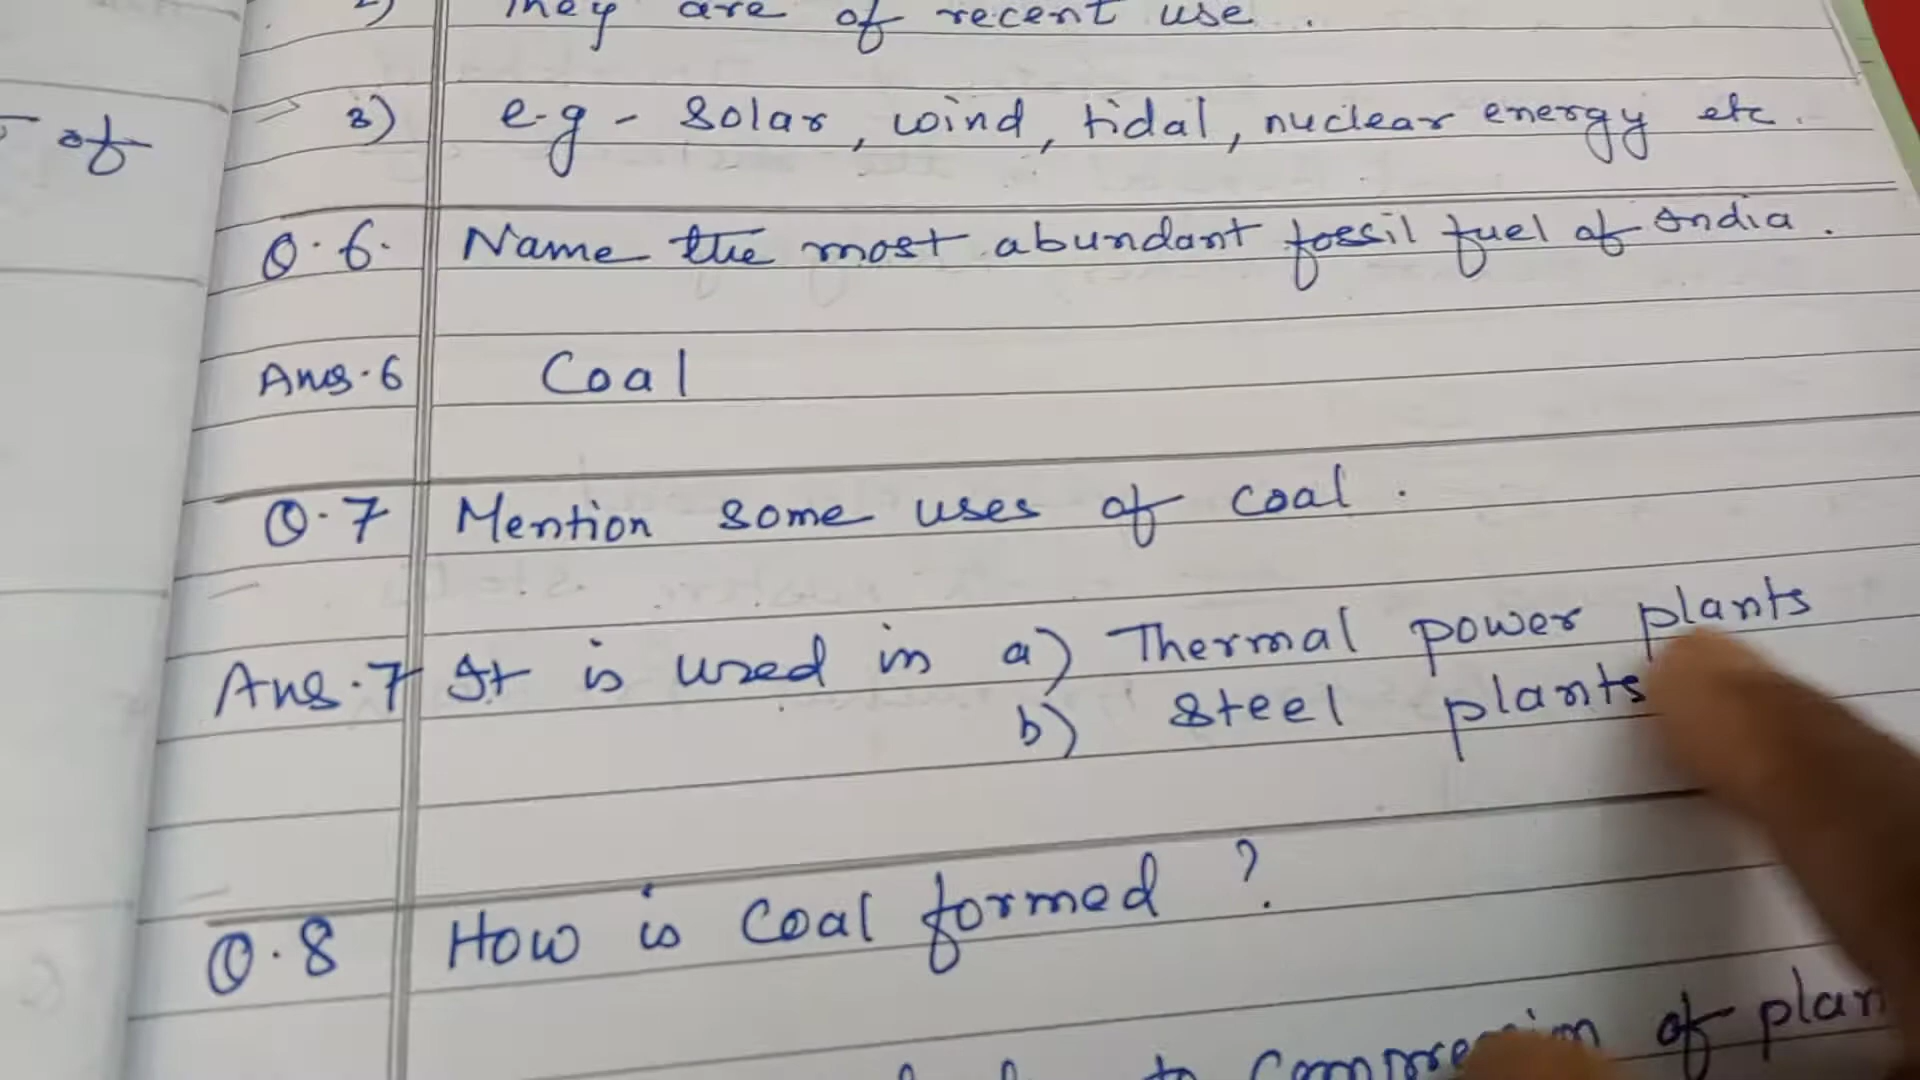 of
2) They are of recent use.
3) e.g - Solar, wind, tidal, nuclear energy etc.
Q.6. Name the most abundant fossil fuel of India.
Ans.6 Coal
Q.7 Mention some uses of coal.
Ans.7 It is used in a) Thermal power plants
b) Steel plants
Q.8 How is Coal formed ?
to of plan